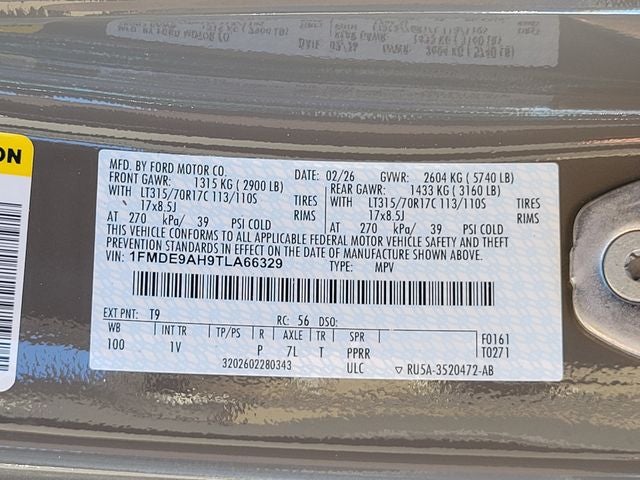 MFD. BY FORD MOTOR CO. 02/26 GVWR: 2604 KG ( 5740 LB)
FRONT GAWR: 1315 KG ( 2900 LB) REAR GAWR: 1433 KG ( 3160 LB)
WITH LT315/70R17C 113/110S TIRES WITH LT315/70R17C 113/110S TIRES
17x8.5J RIMS 17x8.5J RIMS
AT 270 kPa/ 39 PSI COLD AT 270 kPa/ 39 PSI COLD
THIS VEHICLE CONFORMS TO ALL APPLICABLE FEDERAL MOTOR VEHICLE SAFETY AND THEFT
PREVENTION STANDARDS IN EFFECT ON THE DATE OF MANUFACTURE SHOWN ABOVE.
VIN: 1FMDE9AH9TLA66329 TYPE: MPV
EXT PNT: T9 RC: 56 DSO:
WB INT TR TP/PS R AXLE TR SPR F0161
100 1V P 7L T PPRR T0271
3202602280343 ULC ▽ RU5A-3520472-AB
ON